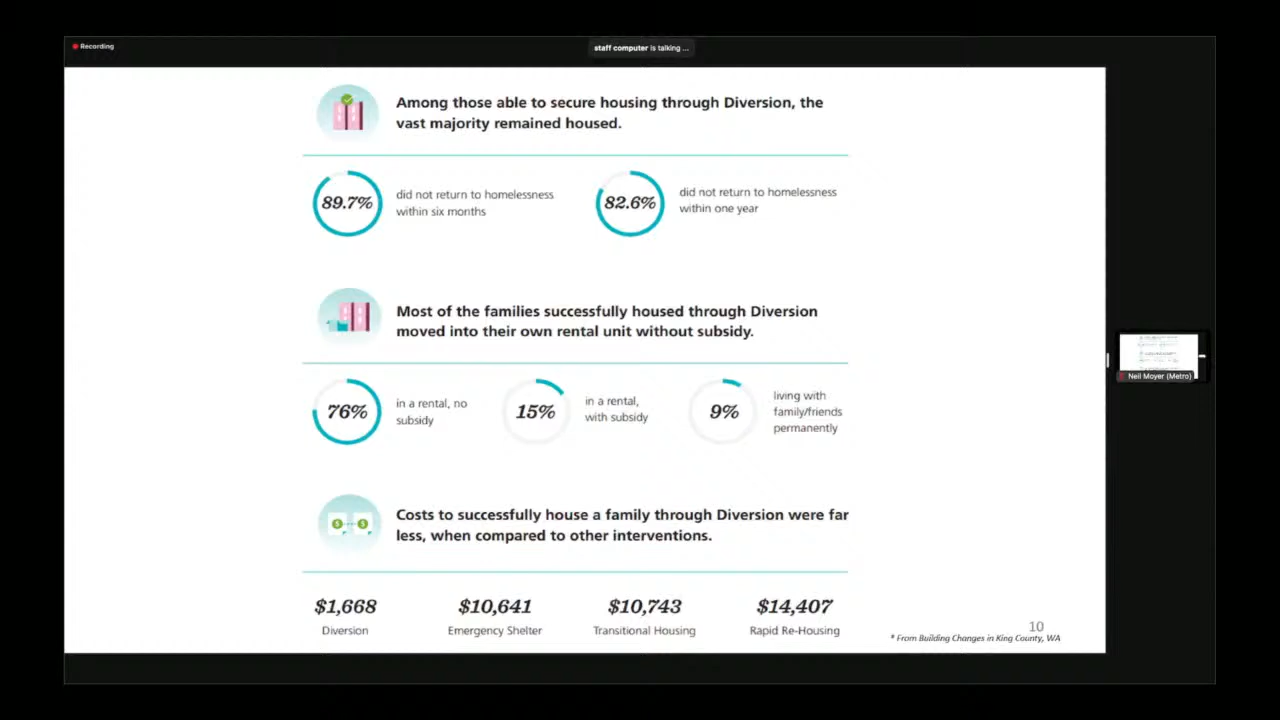 Recording
staff computer is talking ...
Among those able to secure housing through Diversion, the
vast majority remained housed.
89.7%
did not return to homelessness
within six months
82.6%
did not return to homelessness
within one year
Most of the families successfully housed through Diversion
moved into their own rental unit without subsidy.
76%
in a rental, no
subsidy
15%
in a rental,
with subsidy
9%
living with
family/friends
permanently
Neil Moyer (Metro)
Costs to successfully house a family through Diversion were far
less, when compared to other interventions.
$1,668
Diversion
$10,641
Emergency Shelter
$10,743
Transitional Housing
$14,407
Rapid Re-Housing
10
* From Building Changes in King County, WA